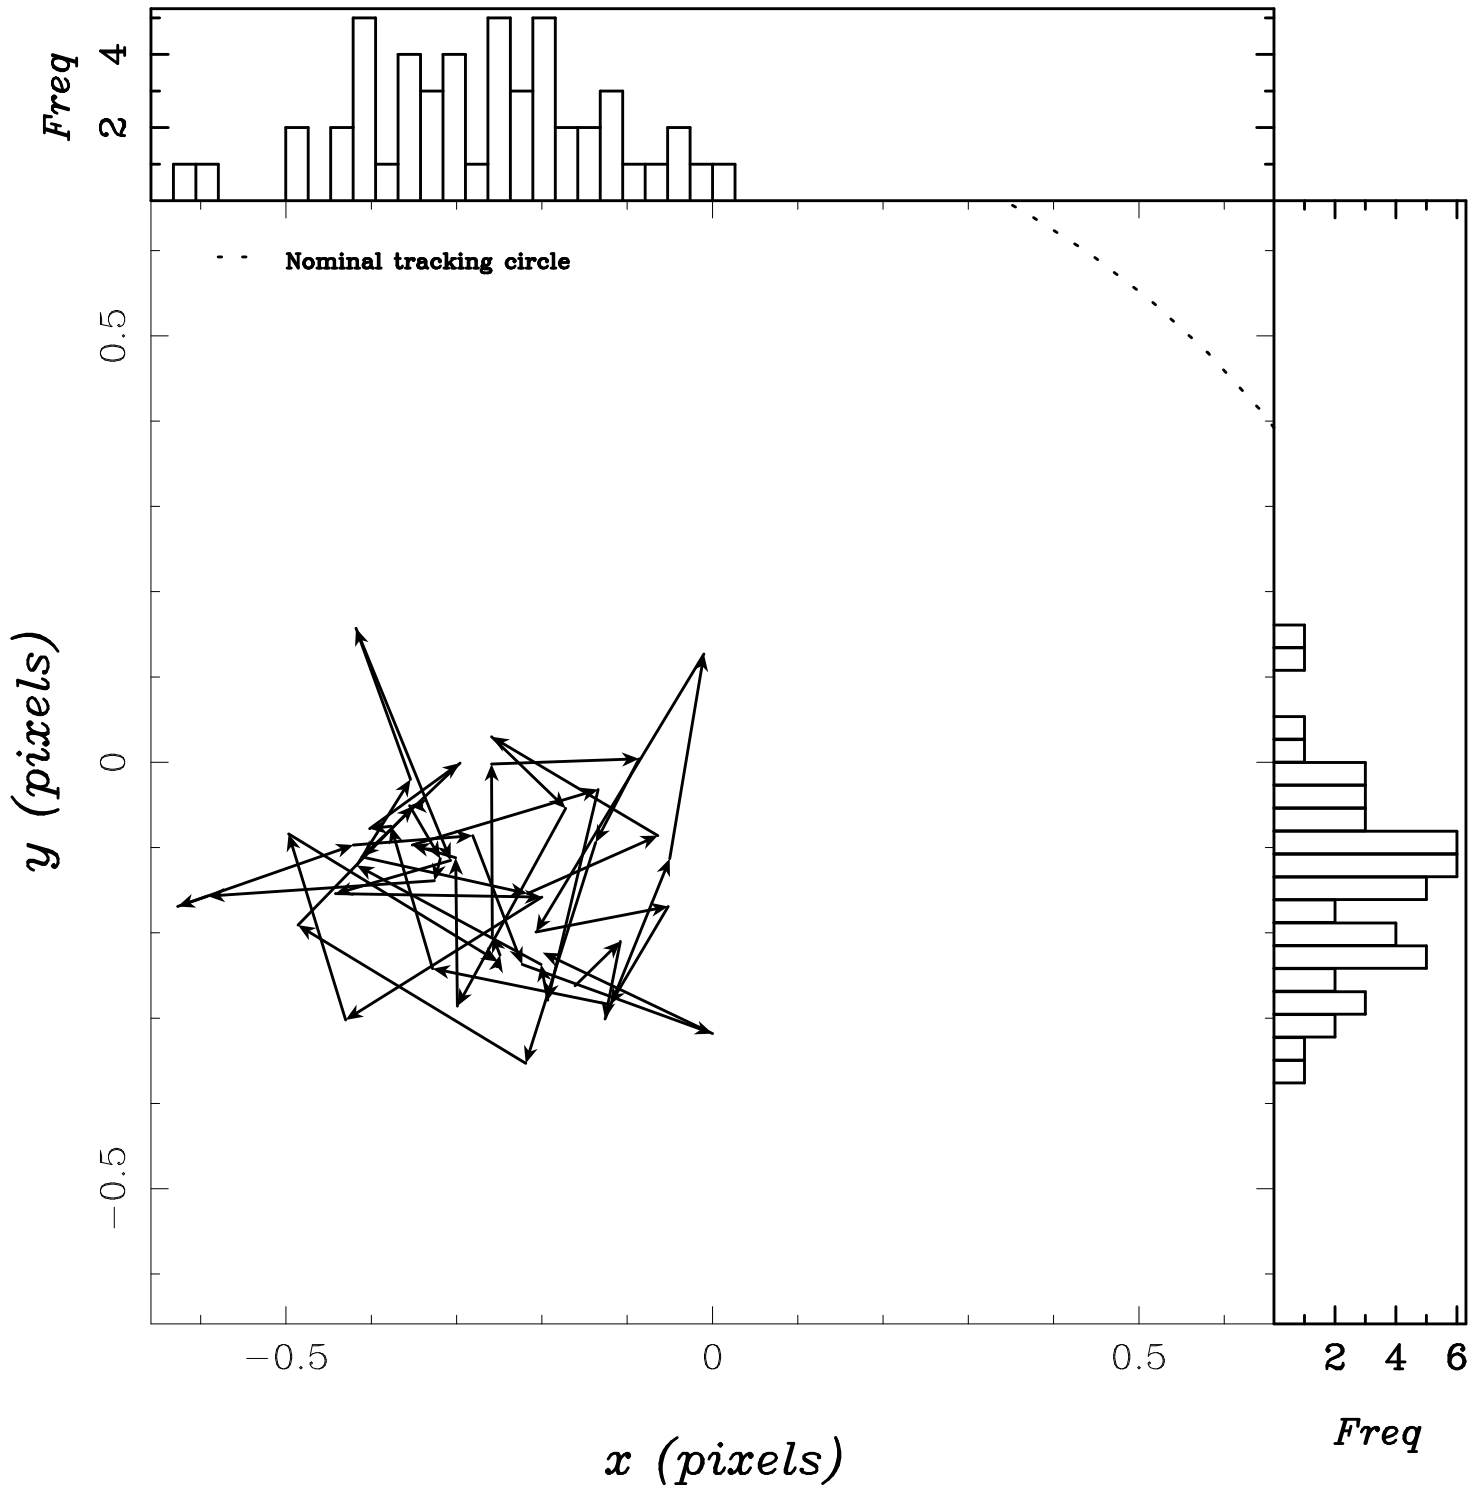 Freq
4
2
Nominal tracking circle
0.5
0
−0.5
y (pixels)
−0.5 0 0.5
x (pixels)
2 4 6
Freq